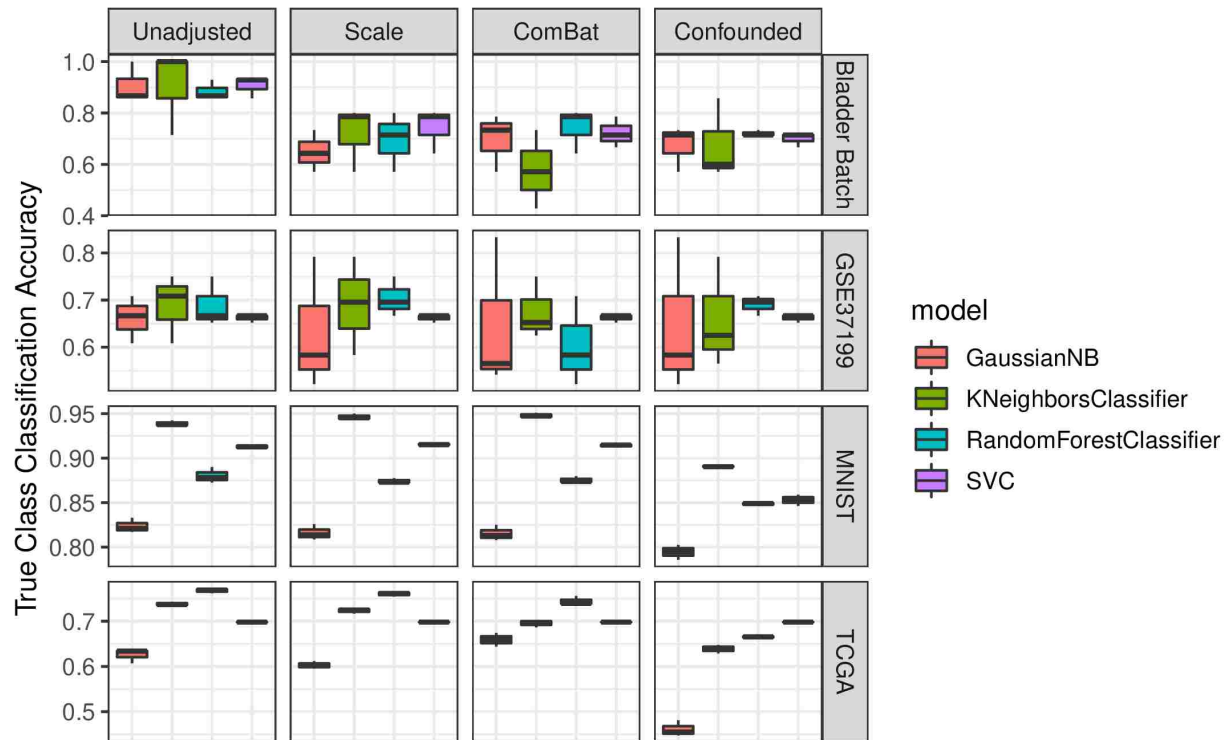 Unadjusted
Scale
ComBat
Confounded
True Class Classification Accuracy
1.0
0.8
0.6
0.4
Bladder Batch
0.8
0.7
0.6
GSE37199
0.95
0.90
0.85
0.80
MNIST
0.7
0.6
0.5
TCGA
model
GaussianNB
KNeighborsClassifier
RandomForestClassifier
SVC